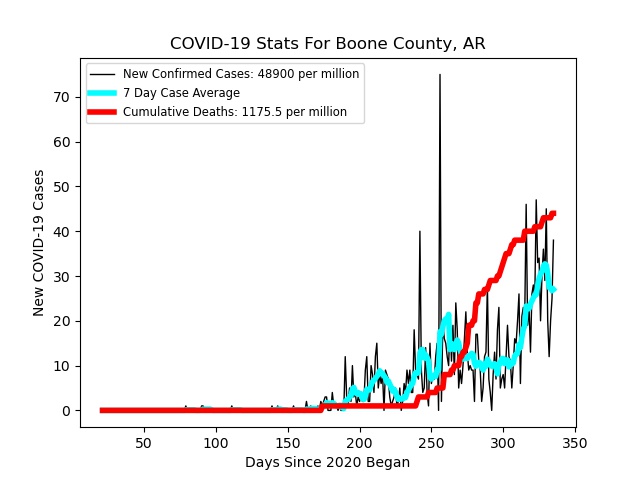 COVID-19 Stats For Boone County, AR
New Confirmed Cases: 48900 per million
7 Day Case Average
Cumulative Deaths: 1175.5 per million
New COVID-19 Cases
70
60
50
40
30
20
10
0
50 100 150 200 250 300 350
Days Since 2020 Began